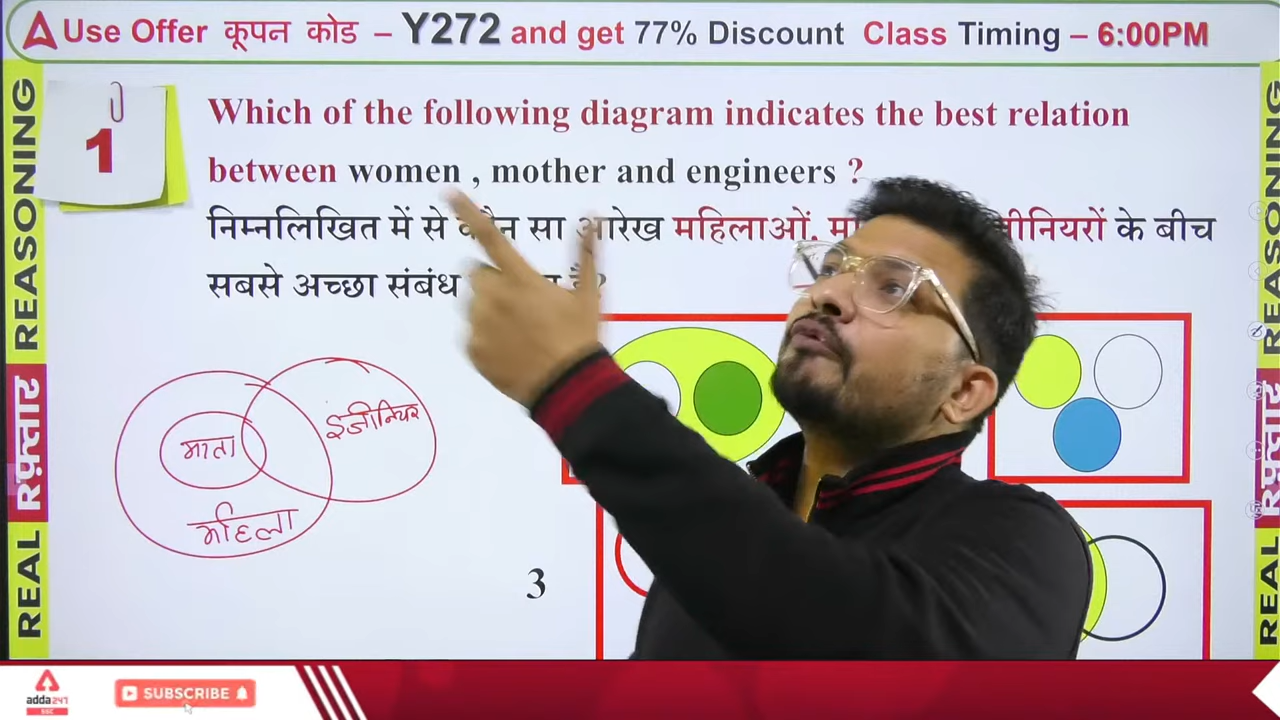 Use Offer कूपन कोड – Y272 and get 77% Discount Class Timing – 6:00PM
REAL रफ़्तार REASONING
1
Which of the following diagram indicates the best relation
between women , mother and engineers ?
निम्नलिखित में से सा आरेख महिलाओं, के बीच
सबसे अच्छा संबंध
माता
इंजीनियर
महिला
3
REAL रफ़्तार REASONING
adda247
SSC
SUBSCRIBE